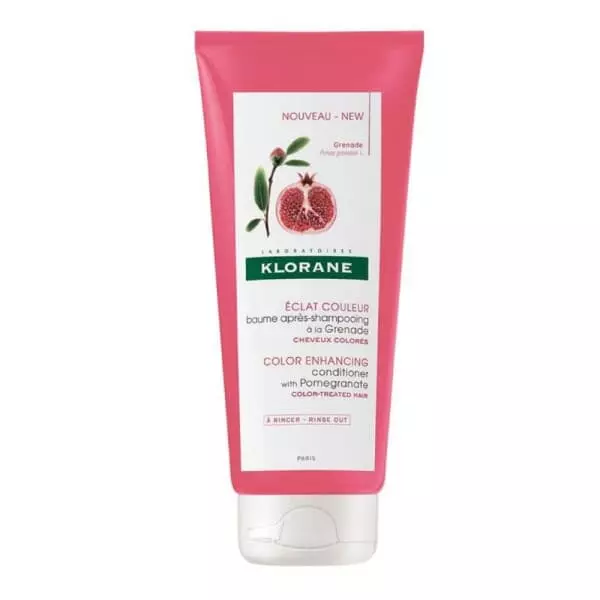 NOUVEAU - NEW
Grenade
LABORATOIRES
KLORANE
ÉCLAT COULEUR
baume après-shampooing
à la Grenade
CHEVEUX COLORÉS
COLOR ENHANCING
conditioner
with Pomegranate
COLOR-TREATED HAIR
À RINCER - RINSE OUT
PARIS